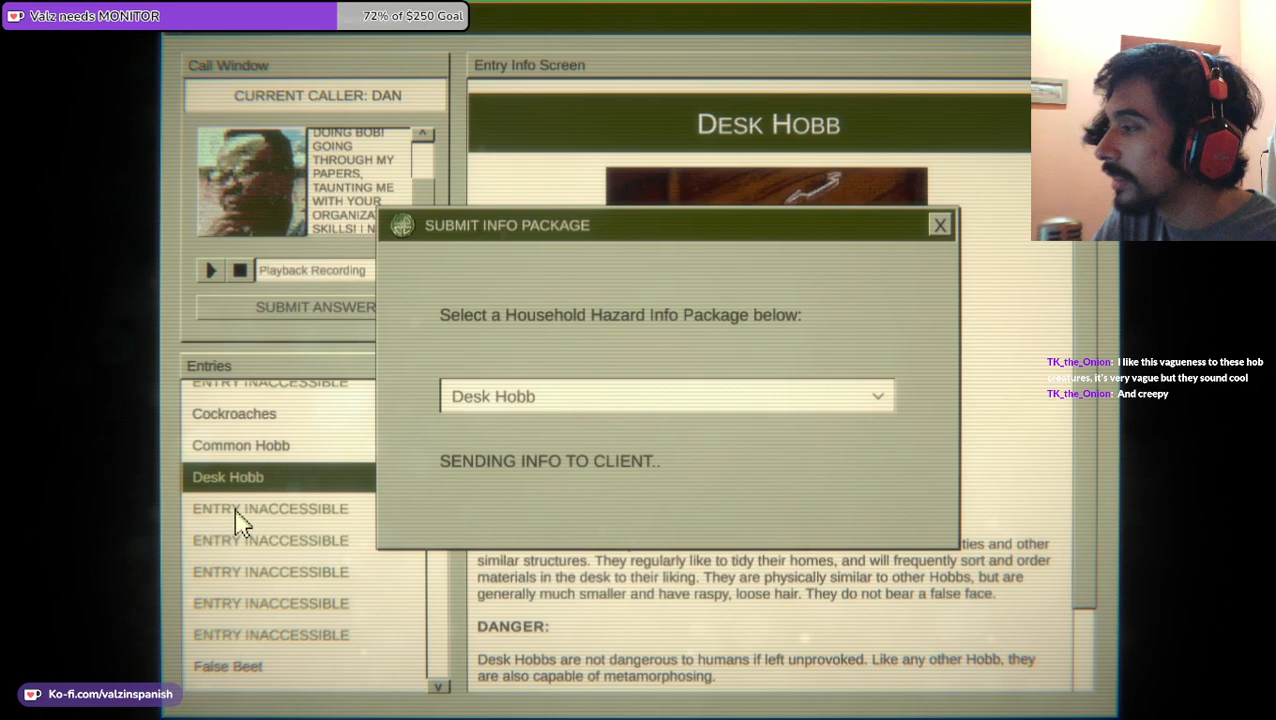 Valz needs MONITOR
72% of $250 Goal
Call Window
CURRENT CALLER: DAN
DOING BOB!
GOING
THROUGH MY
PAPERS,
TAUNTING ME
WITH YOUR
ORGANIZA
SKILLS! I N
Playback Recording
SUBMIT ANSWER
Entries
ENTRY INACCESSIBLE
Cockroaches
Common Hobb
Desk Hobb
ENTRY INACCESSIBLE
ENTRY INACCESSIBLE
ENTRY INACCESSIBLE
ENTRY INACCESSIBLE
ENTRY INACCESSIBLE
False Beet
Entry Info Screen
DESK HOBB
SUBMIT INFO PACKAGE
X
Select a Household Hazard Info Package below:
Desk Hobb
SENDING INFO TO CLIENT..
ties and other
similar structures. They regularly like to tidy their homes, and will frequently sort and order
materials in the desk to their liking. They are physically similar to other Hobbs, but are
generally much smaller and have raspy, loose hair. They do not bear a false face.
DANGER:
Desk Hobbs are not dangerous to humans if left unprovoked. Like any other Hobb, they
are also capable of metamorphosing.
TK_the_Onion: I like this vagueness to these hob
creatures, it's very vague but they sound cool
TK_the_Onion: And creepy
Ko-fi.com/valzinspanish